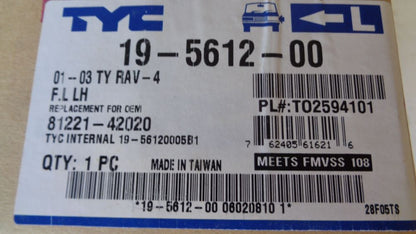 TYC L
19-5612-00
01-03 TY RAV-4
F.L LH
REPLACEMENT FOR OEM
81221-42020
TYC INTERNAL 19-56120005B1
PL#:TO2594101
7 62405 61621 6
QTY: 1 PC MADE IN TAIWAN
MEETS FMVSS 108
*19-5612-00 06020810 1*
28F05TS